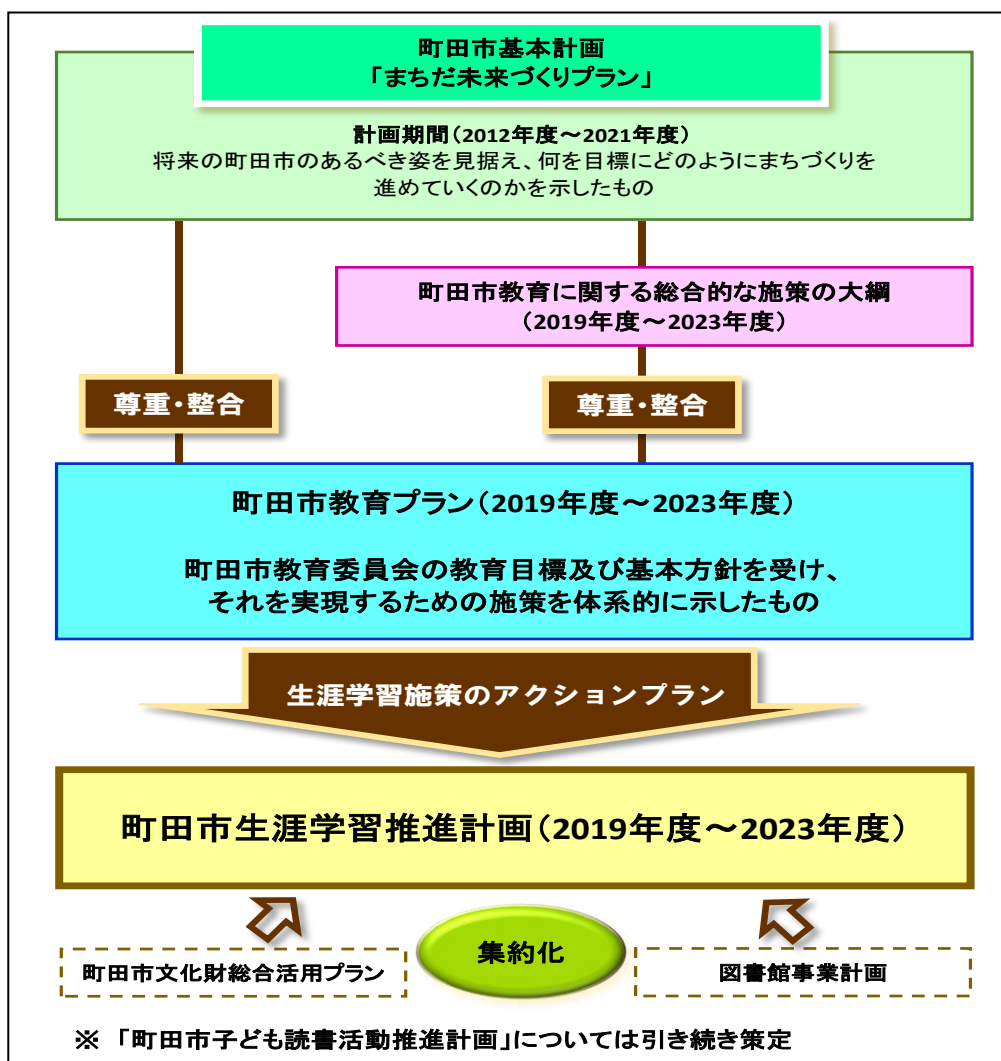 町田市基本計画
「まちだ未来づくりプラン」
計画期間(2012年度～2021年度)
将来の町田市のあるべき姿を見据え、何を目標にどのようにまちづくりを
進めていくのかを示したもの
町田市教育に関する総合的な施策の大綱
(2019年度～2023年度)
尊重・整合
尊重・整合
町田市教育プラン(2019年度～2023年度)
町田市教育委員会の教育目標及び基本方針を受け、
それを実現するための施策を体系的に示したもの
生涯学習施策のアクションプラン
町田市生涯学習推進計画(2019年度～2023年度)
集約化
町田市文化財総合活用プラン
図書館事業計画
※ 「町田市子ども読書活動推進計画」については引き続き策定